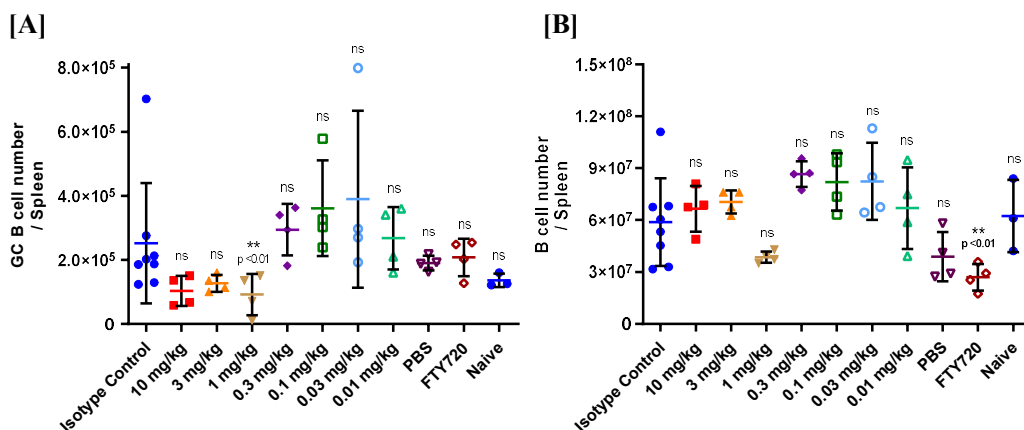 [A]
GC B cell number
/ Spleen
8.0×10⁵
6.0×10⁵
4.0×10⁵
2.0×10⁵
0
ns
ns
**
p <0.01
ns
ns
ns
ns
ns
ns
ns
Isotype Control
10 mg/kg
3 mg/kg
1 mg/kg
0.3 mg/kg
0.1 mg/kg
0.03 mg/kg
0.01 mg/kg
PBS
FTY720
Naive
[B]
B cell number
/ Spleen
1.5×10⁸
1.2×10⁸
9×10⁷
6×10⁷
3×10⁷
0
ns
ns
ns
ns
ns
ns
ns
ns
**
p <0.01
ns
Isotype Control
10 mg/kg
3 mg/kg
1 mg/kg
0.3 mg/kg
0.1 mg/kg
0.03 mg/kg
0.01 mg/kg
PBS
FTY720
Naive